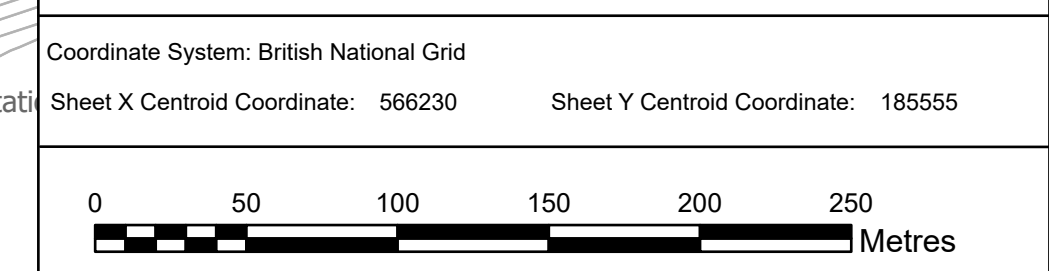 Coordinate System: British National Grid
Sheet X Centroid Coordinate: 566230 Sheet Y Centroid Coordinate: 185555
0 50 100 150 200 250
Metres